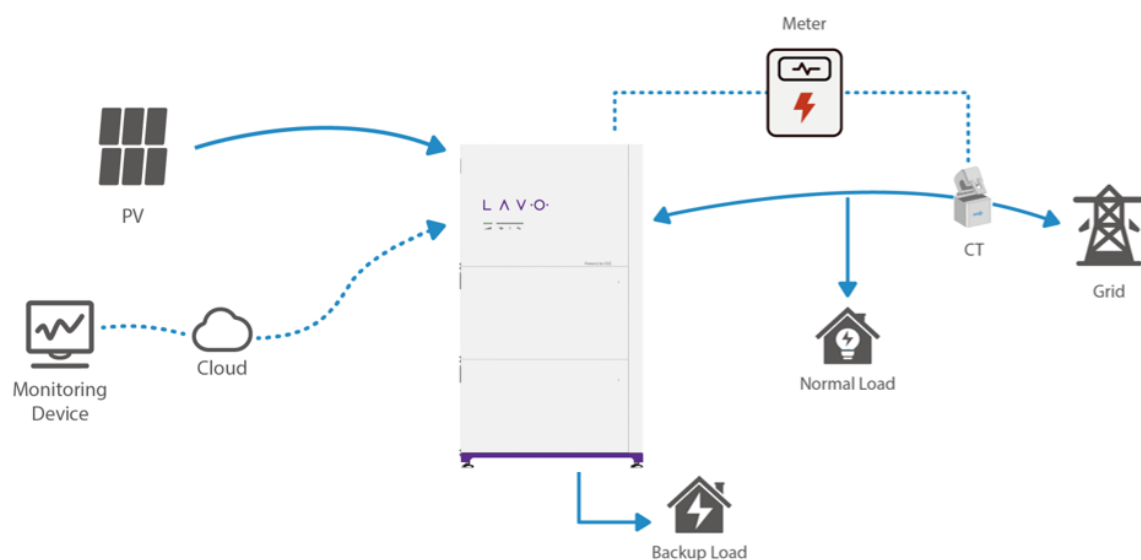 Meter
PV
LAVO
CT
Grid
Cloud
Monitoring
Device
Normal Load
Backup Load